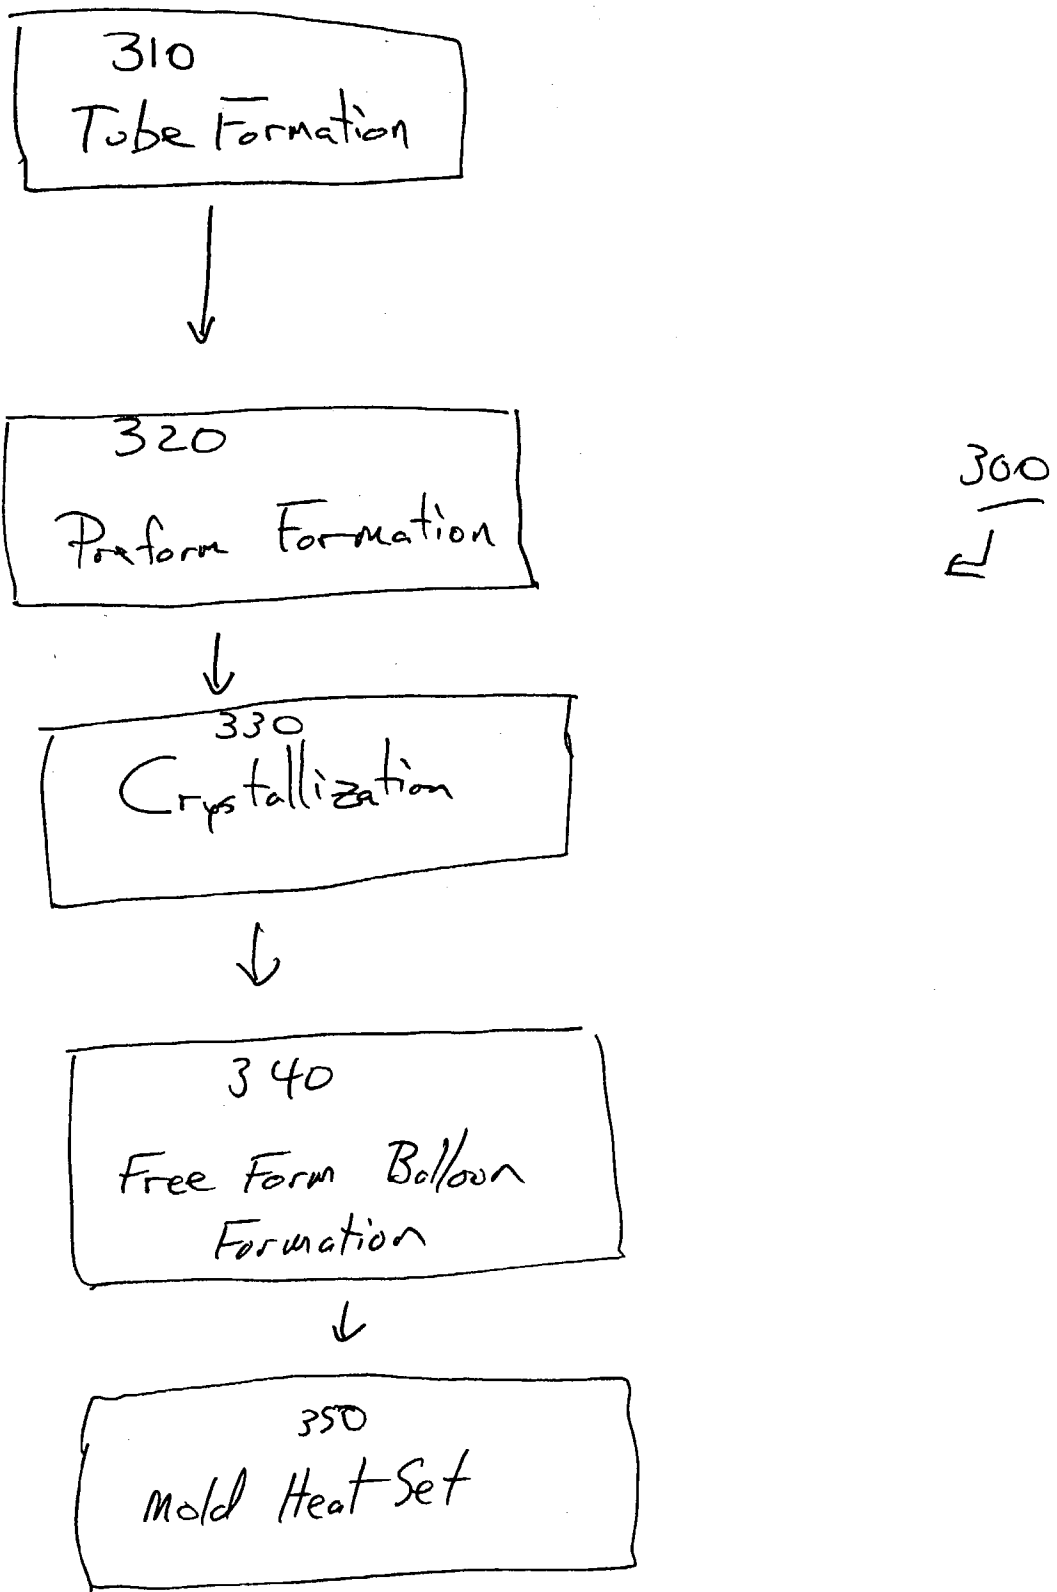 310
Tube Formation
320
Preform Formation
300
330
Crystallization
340
Free Form Balloon
Formation
350
Mold Heat Set